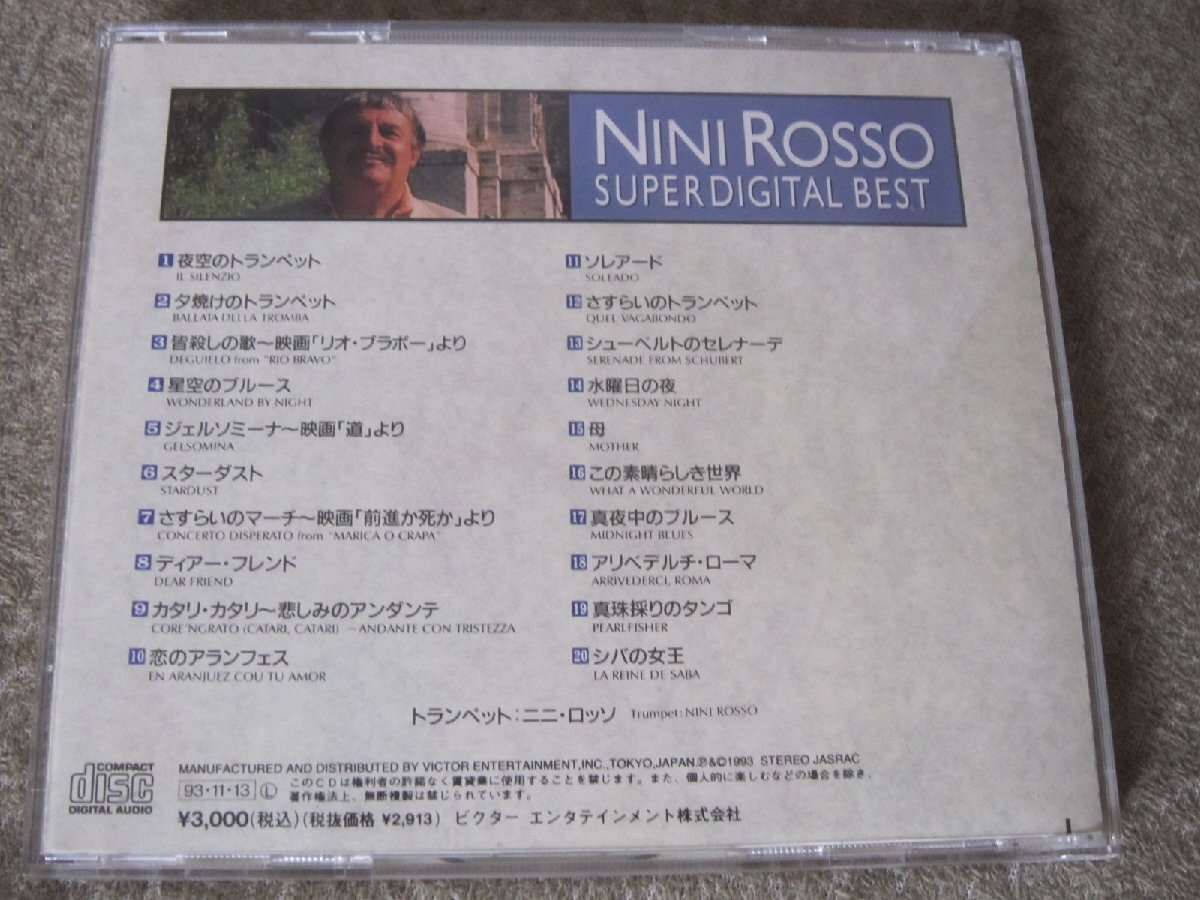 NINI ROSSO
SUPER DIGITAL BEST
1 夜空のトランペット
IL SILENZIO
2 夕焼けのトランペット
BALLATA DELLA TROMBA
3 皆殺しの歌〜映画「リオ・ブラボー」より
DEGUIELO from "RIO BRAVO"
4 星空のブルース
WONDERLAND BY NIGHT
5 ジェルソミーナ〜映画「道」より
GELSOMINA
6 スターダスト
STARDUST
7 さすらいのマーチ〜映画「前進か死か」より
CONCERTO DISPERATO from "MARICA O CRAPA"
8 ディアー・フレンド
DEAR FRIEND
9 カタリ・カタリ〜悲しみのアンダンテ
CORE'NGRATO (CATARI, CATARI) 〜ANDANTE CON TRISTEZZA
10 恋のアランフェス
EN ARANJUEZ COU TU AMOR
11 ソレアード
SOLEADO
12 さすらいのトランペット
QUEL VAGABONDO
13 シューベルトのセレナーデ
SERENADE FROM SCHUBERT
14 水曜日の夜
WEDNESDAY NIGHT
15 母
MOTHER
16 この素晴らしき世界
WHAT A WONDERFUL WORLD
17 真夜中のブルース
MIDNIGHT BLUES
18 アリベデルチ・ローマ
ARRIVEDERCI, ROMA
19 真珠採りのタンゴ
PEARLFISHER
20 シバの女王
LA REINE DE SABA
トランペット:ニニ・ロッソ Trumpet: NINI ROSSO
COMPACT
disc
DIGITAL AUDIO
MANUFACTURED AND DISTRIBUTED BY VICTOR ENTERTAINMENT, INC., TOKYO, JAPAN. ℗&©1993 STEREO JASRAC
93・11・13 Ⓛ このCDは権利者の許諾なく賃貸業に使用することを禁じます。また、個人的に楽しむなどの場合を除き、
著作権法上、無断複製は禁じられています。
¥3,000(税込)(税抜価格 ¥2,913) ビクター エンタテインメント株式会社